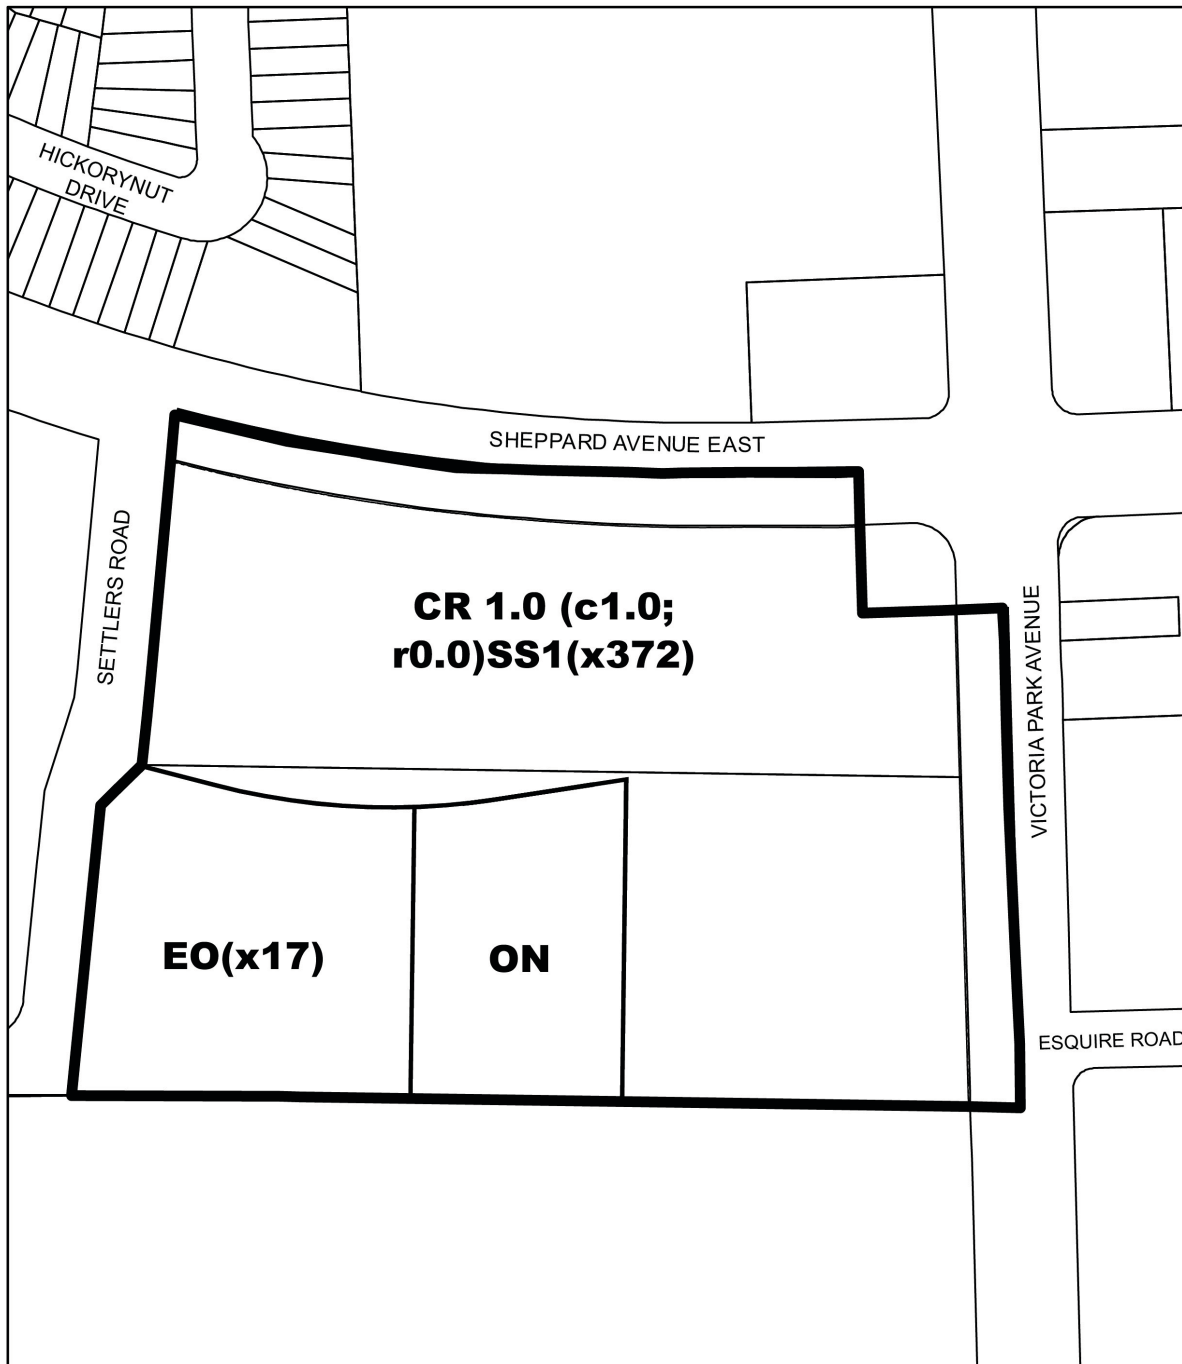 HICKORYNUT
DRIVE
SHEPPARD AVENUE EAST
SETTLERS ROAD
CR 1.0 (c1.0;
r0.0)SS1(x372)
VICTORIA PARK AVENUE
EO(x17)
ON
ESQUIRE ROAD